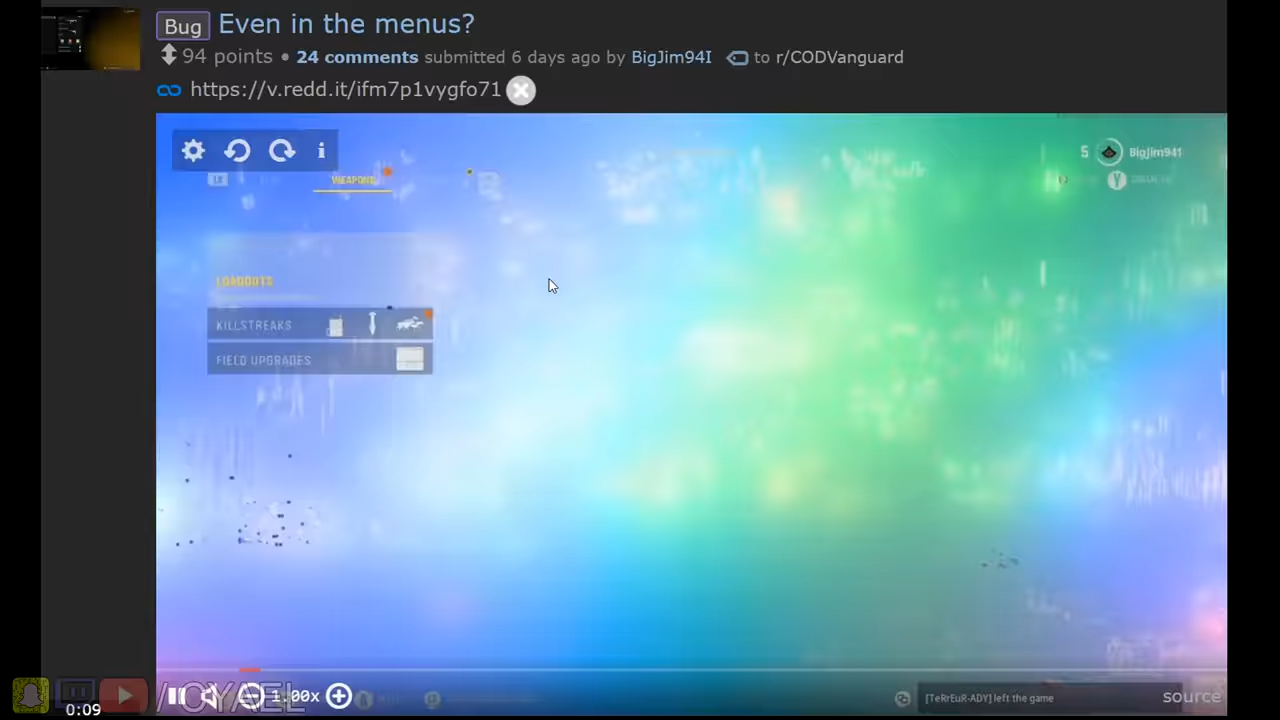 Bug Even in the menus?
94 points • 24 comments submitted 6 days ago by BigJim94I to r/CODVanguard
https://v.redd.it/ifm7p1vygfo71
5 BigJim941
WEAPONS
Y
LOADOUTS
KILLSTREAKS
FIELD UPGRADES
1.00x
[TeRrEuR-ADY] left the game
source
0:09